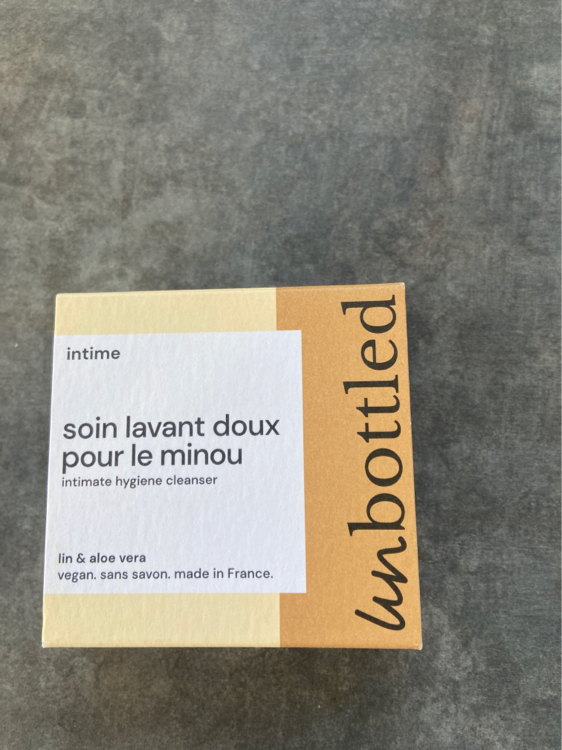 intime
soin lavant doux
pour le minou
intimate hygiene cleanser
lin & aloe vera
vegan. sans savon. made in France.
unbottled